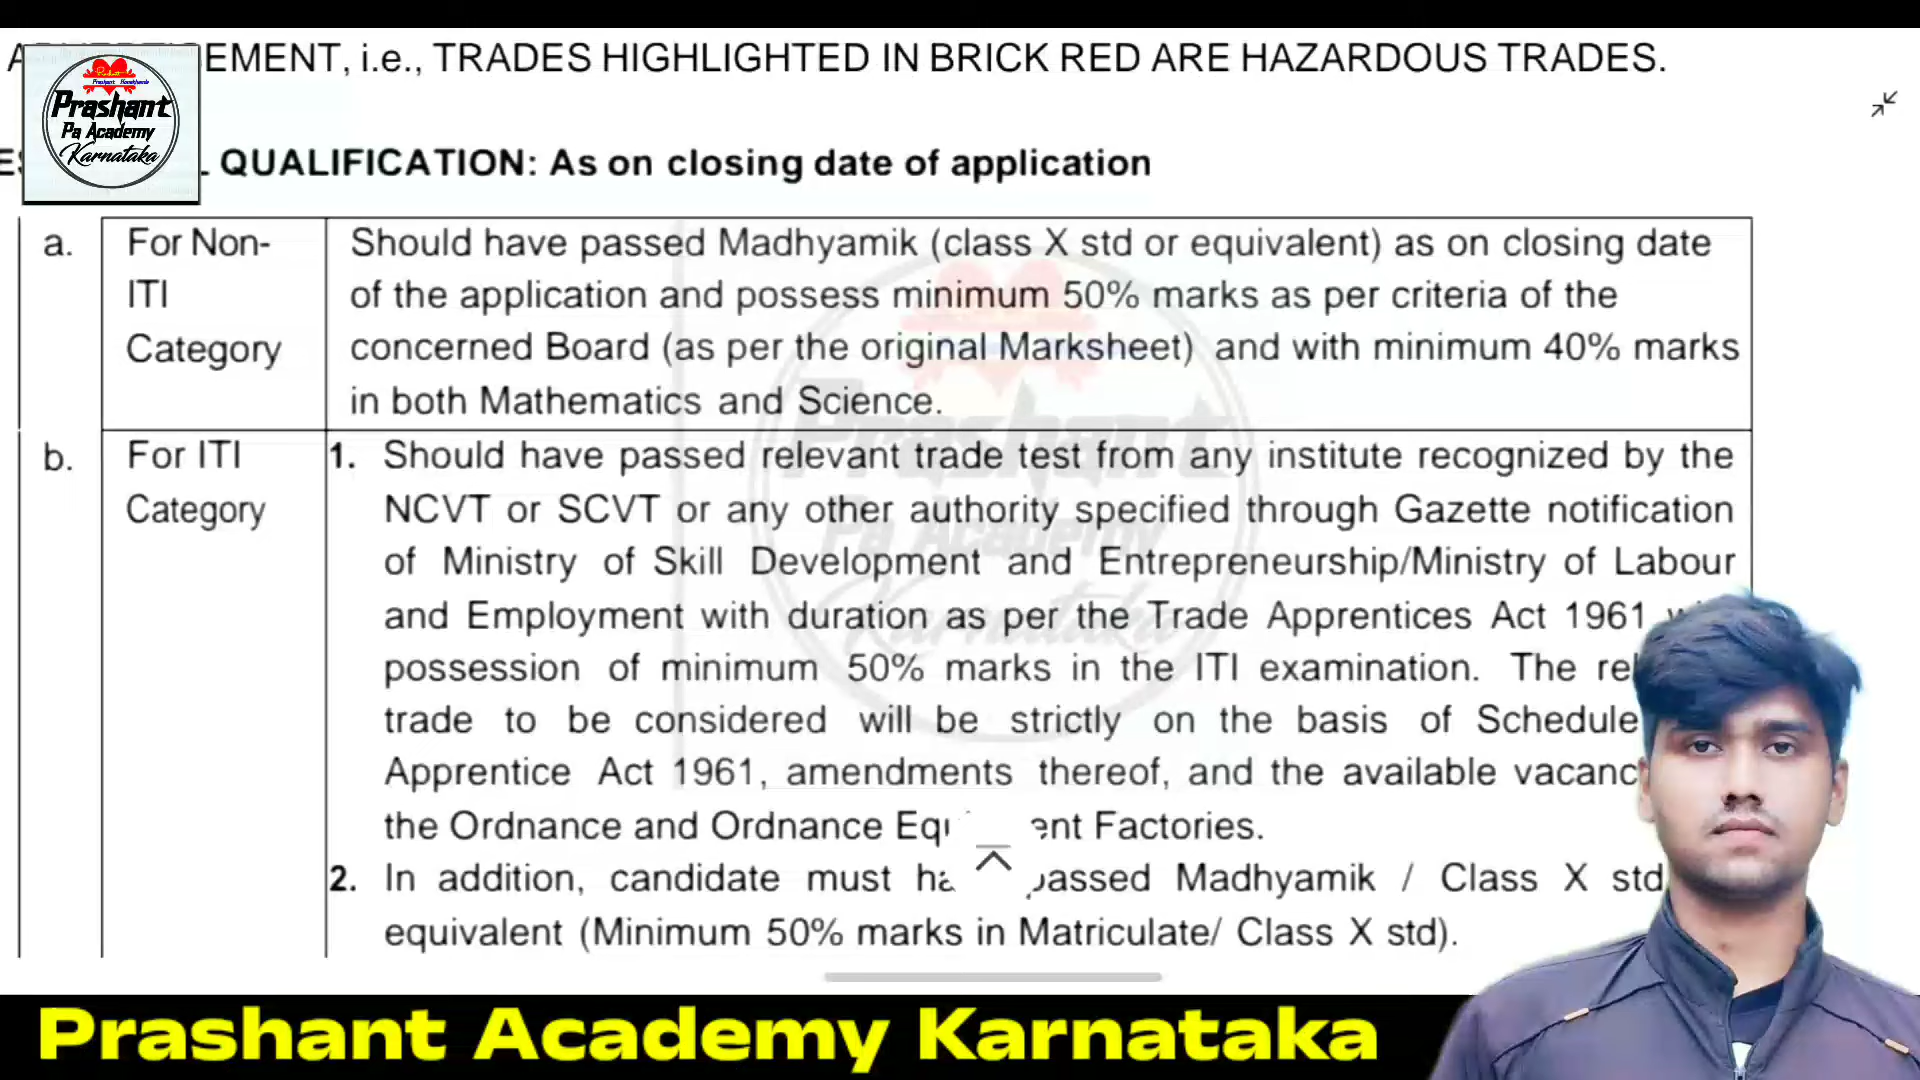 EMENT, i.e., TRADES HIGHLIGHTED IN BRICK RED ARE HAZARDOUS TRADES.
Prashant
Pa Academy
Karnataka
QUALIFICATION: As on closing date of application
a. For Non-
ITI
Category
Should have passed Madhyamik (class X std or equivalent) as on closing date
of the application and possess minimum 50% marks as per criteria of the
concerned Board (as per the original Marksheet) and with minimum 40% marks
in both Mathematics and Science.
b. For ITI
Category
1. Should have passed relevant trade test from any institute recognized by the
NCVT or SCVT or any other authority specified through Gazette notification
of Ministry of Skill Development and Entrepreneurship/Ministry of Labour
and Employment with duration as per the Trade Apprentices Act 1961
possession of minimum 50% marks in the ITI examination. The
trade to be considered will be strictly on the basis of Schedule
Apprentice Act 1961, amendments thereof, and the available
the Ordnance and Ordnance Factories.
2. In addition, candidate must Madhyamik / Class X std
equivalent (Minimum 50% marks in Matriculate/ Class X std).
Prashant
Pa Academy
Karnataka
Prashant Academy Karnataka